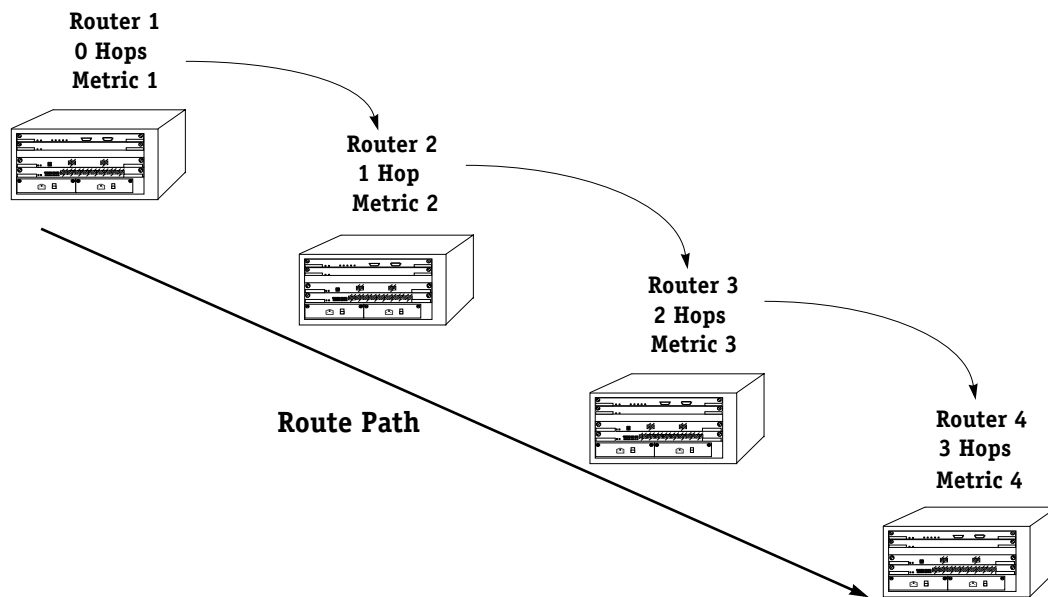 Router 1
0 Hops
Metric 1
Router 2
1 Hop
Metric 2
Router 3
2 Hops
Metric 3
Route Path
Router 4
3 Hops
Metric 4